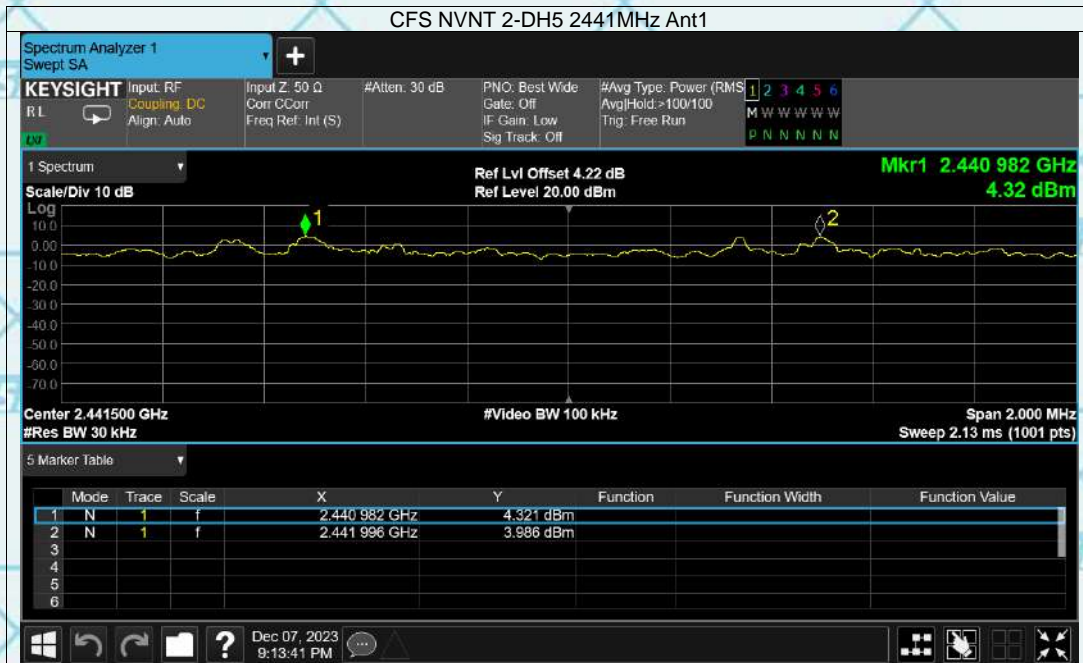 CFS NVNT 2-DH5 2441MHz Ant1
Spectrum Analyzer 1
Swept SA
+
KEYSIGHT Input: RF Input Z: 50 Ω #Atten: 30 dB PNO: Best Wide #Avg Type: Power (RMS 1 2 3 4 5 6
R L Coupling: DC Corr CCorr Gate: Off Avg|Hold:>100/100 M W W W W W
Align: Auto Freq Ref: Int (S) IF Gain: Low Trig: Free Run
LXI Sig Track: Off P N N N N N
1 Spectrum Ref Lvl Offset 4.22 dB Mkr1 2.440 982 GHz
Scale/Div 10 dB Ref Level 20.00 dBm 4.32 dBm
Log
1 2
10.0
0.00
-10.0
-20.0
-30.0
-40.0
-50.0
-60.0
-70.0
Center 2.441500 GHz #Video BW 100 kHz Span 2.000 MHz
#Res BW 30 kHz Sweep 2.13 ms (1001 pts)
5 Marker Table
Mode Trace Scale X Y Function Function Width Function Value
1 N 1 f 2.440 982 GHz 4.321 dBm
2 N 1 f 2.441 996 GHz 3.986 dBm
3
4
5
6
? Dec 07, 2023
9:13:41 PM